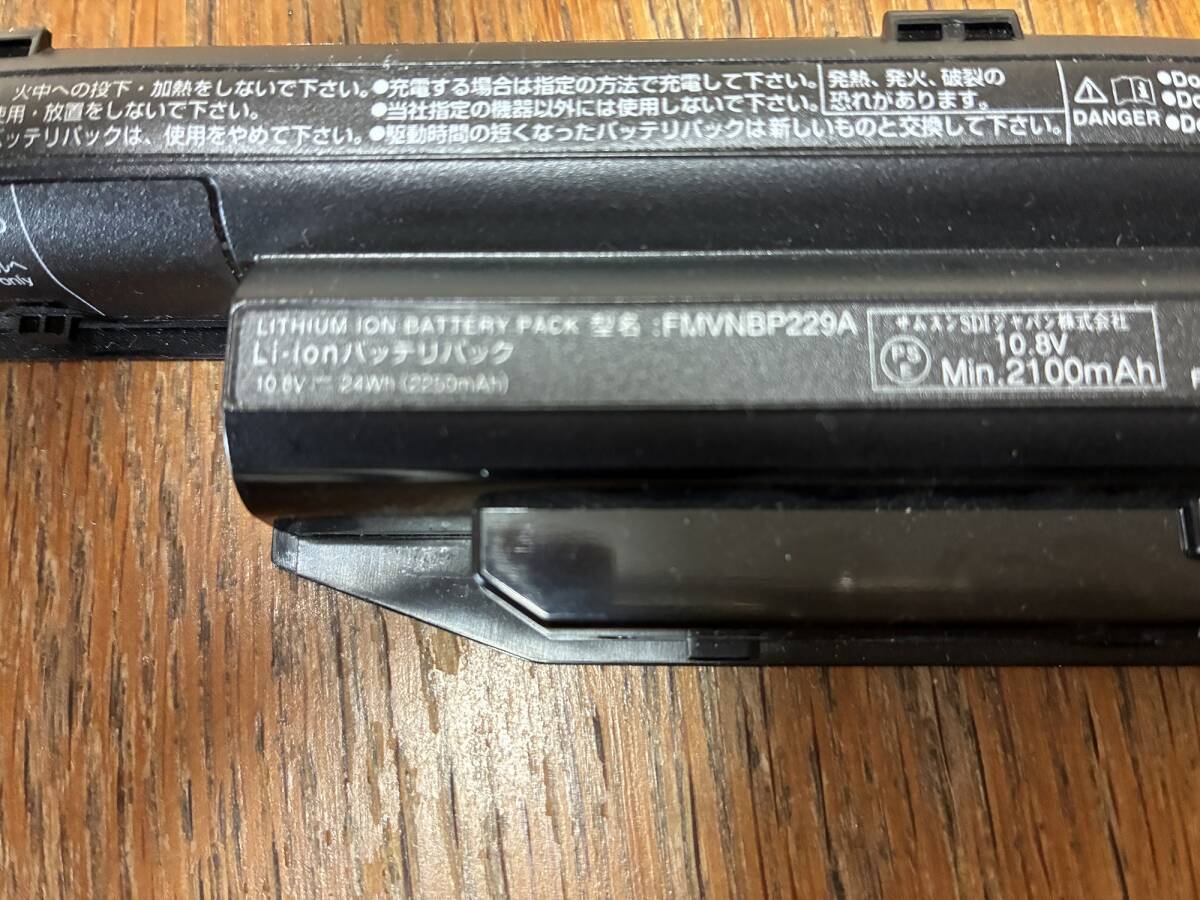 火中への投下・加熱をしないで下さい。
使用・放置をしないで下さい。
バッテリパックは、使用をやめて下さい。
●充電する場合は指定の方法で充電して下さい。
●当社指定の機器以外には使用しないで下さい。
●駆動時間の短くなったバッテリパックは新しいものと交換して下さい。
発熱、発火、破裂の
恐れがあります。
DANGER
●Do
●Do
●D
only
LITHIUM ION BATTERY PACK 型名:FMVNBP229A
Li-ionバッテリパック
10.8V 24Wh (2250mAh)
PS
E
サムスンSDIジャパン株式会社
10.8V
Min.2100mAh